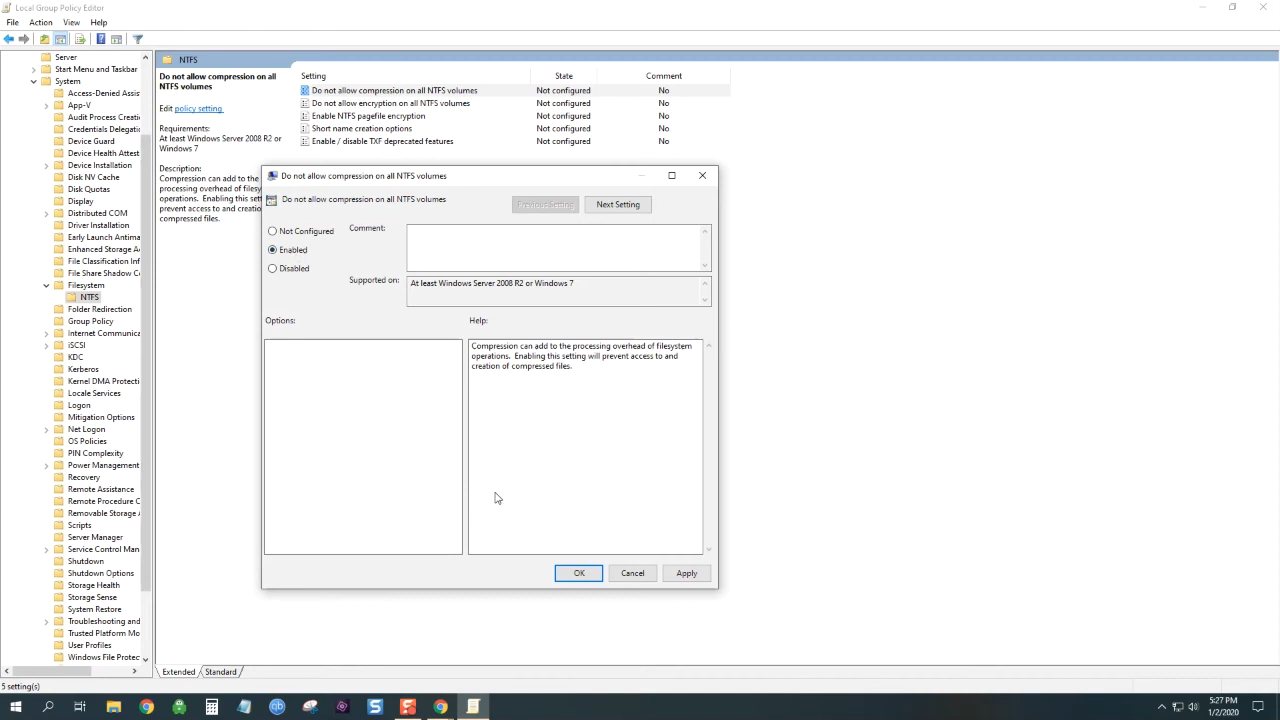 Local Group Policy Editor
File Action View Help
Server
Start Menu and Taskbar
System
Access-Denied Assis
App-V
Audit Process Creati
Credentials Delegati
Device Guard
Device Health Attest
Device Installation
Disk NV Cache
Disk Quotas
Display
Distributed COM
Driver Installation
Early Launch Antima
Enhanced Storage A
File Classification Inf
File Share Shadow C
Filesystem
NTFS
Folder Redirection
Group Policy
Internet Communica
iSCSI
KDC
Kerberos
Kernel DMA Protecti
Locale Services
Logon
Mitigation Options
Net Logon
OS Policies
PIN Complexity
Power Management
Recovery
Remote Assistance
Remote Procedure C
Removable Storage A
Scripts
Server Manager
Service Control Man
Shutdown
Shutdown Options
Storage Health
Storage Sense
System Restore
Troubleshooting and
Trusted Platform Mo
User Profiles
Windows File Protec
NTFS
Do not allow compression on all
NTFS volumes
Edit policy setting
Requirements:
At least Windows Server 2008 R2 or
Windows 7
Description:
Compression can add to the
processing overhead of filesy
operations. Enabling this set
prevent access to and creatio
compressed files.
Setting State Comment
Do not allow compression on all NTFS volumes Not configured No
Do not allow encryption on all NTFS volumes Not configured No
Enable NTFS pagefile encryption Not configured No
Short name creation options Not configured No
Enable / disable TXF deprecated features Not configured No
Do not allow compression on all NTFS volumes
Do not allow compression on all NTFS volumes
Previous Setting Next Setting
Not Configured
Enabled
Disabled
Comment:
Supported on:
At least Windows Server 2008 R2 or Windows 7
Options:
Help:
Compression can add to the processing overhead of filesystem
operations. Enabling this setting will prevent access to and
creation of compressed files.
OK Cancel Apply
Extended Standard
5 setting(s)
5:27 PM
1/2/2020